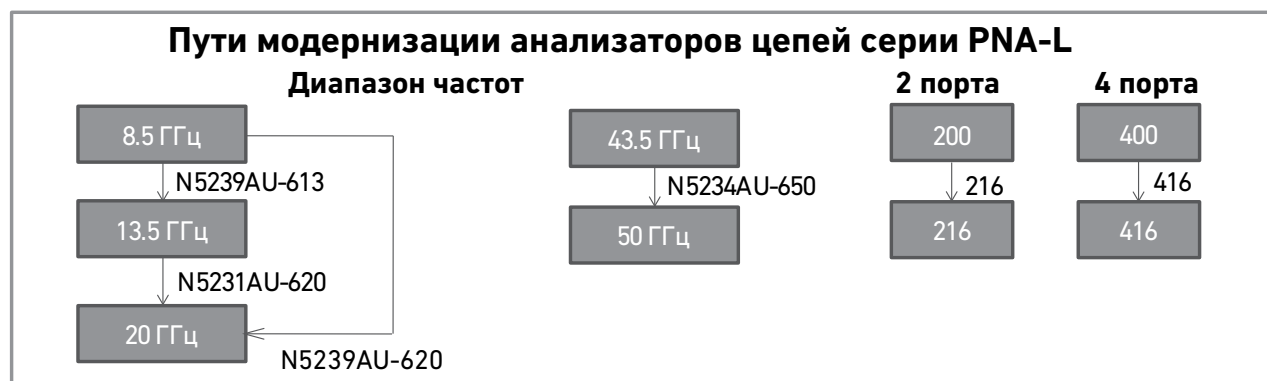 Пути модернизации анализаторов цепей серии PNA-L
Диапазон частот
2 порта
4 порта
8.5 ГГц
N5239AU-613
13.5 ГГц
N5231AU-620
20 ГГц
N5239AU-620
43.5 ГГц
N5234AU-650
50 ГГц
200
216
216
400
416
416